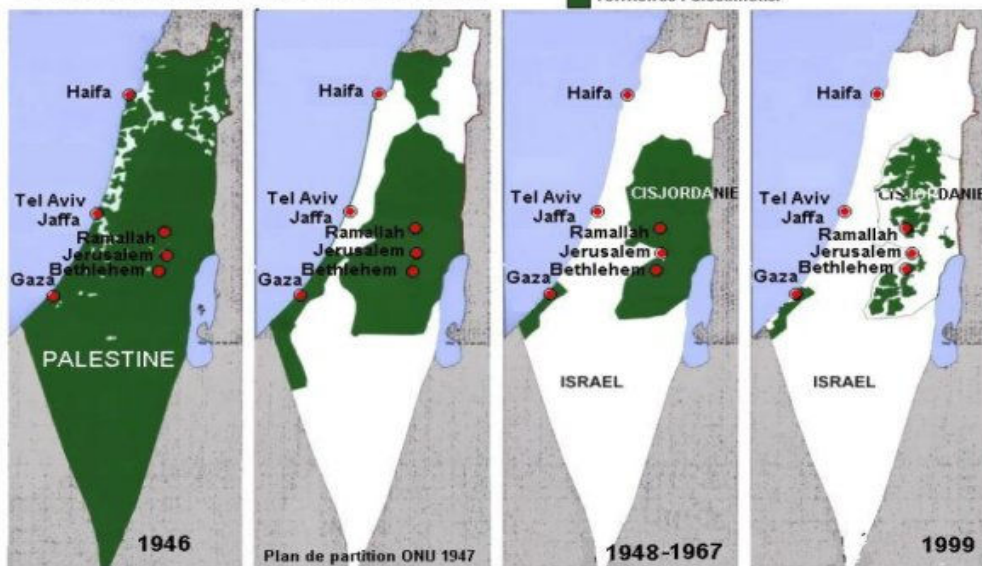 Haifa
Tel Aviv
Jaffa
Ramallah
Jerusalem
Bethlehem
Gaza
PALESTINE
1946
Haifa
Tel Aviv
Jaffa
Ramallah
Jerusalem
Bethlehem
Gaza
Plan de partition ONU 1947
Haifa
CISJORDANIE
Tel Aviv
Jaffa
Ramallah
Jerusalem
Bethlehem
Gaza
ISRAEL
1948-1967
Haifa
CISJORDANIE
Tel Aviv
Jaffa
Ramallah
Jerusalem
Bethlehem
Gaza
ISRAEL
1999